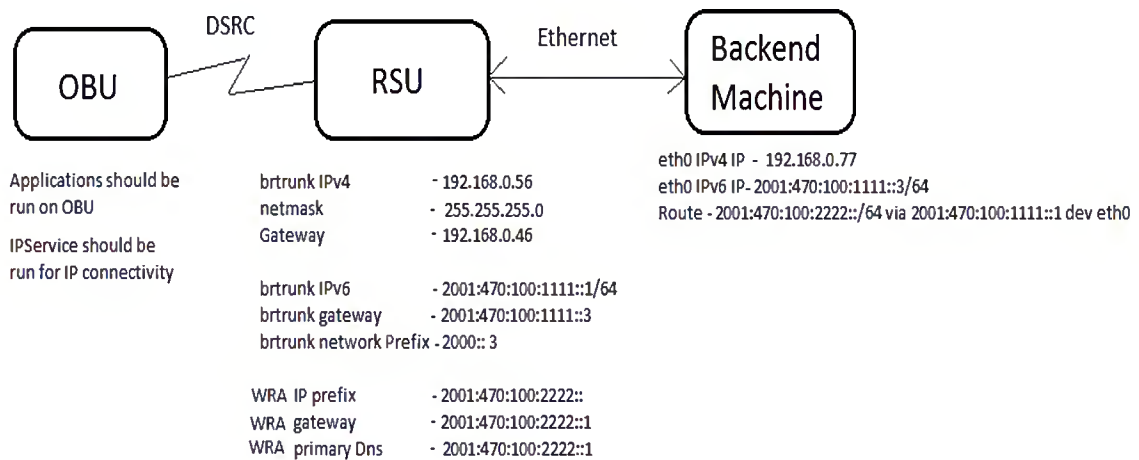 DSRC
Ethernet
OBU
RSU
Backend
Machine
Applications should be
run on OBU
IPService should be
run for IP connectivity
brtrunk IPv4 - 192.168.0.56
netmask - 255.255.255.0
Gateway - 192.168.0.46
brtrunk IPv6 - 2001:470:100:1111::1/64
brtrunk gateway - 2001:470:100:1111::3
brtrunk network Prefix - 2000:: 3
WRA IP prefix - 2001:470:100:2222::
WRA gateway - 2001:470:100:2222::1
WRA primary Dns - 2001:470:100:2222::1
eth0 IPv4 IP - 192.168.0.77
eth0 IPv6 IP- 2001:470:100:1111::3/64
Route - 2001:470:100:2222::/64 via 2001:470:100:1111::1 dev eth0